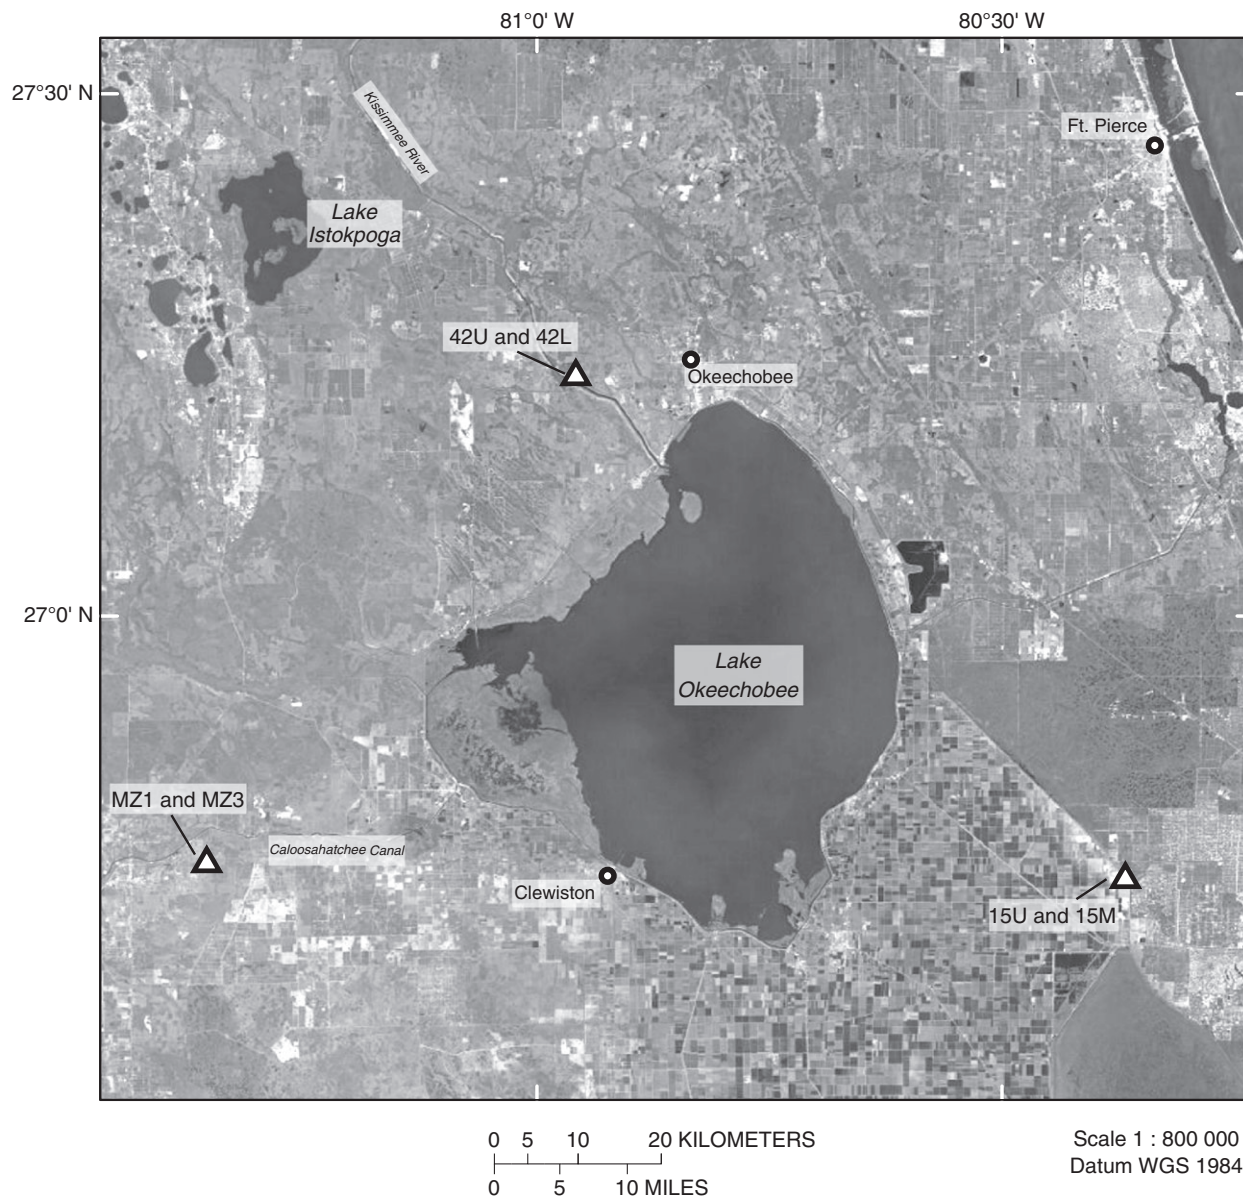 81°0' W
80°30' W
27°30' N
Kissimmee River
Ft. Pierce
Lake
Istokpoga
42U and 42L
Okeechobee
27°0' N
Lake
Okeechobee
MZ1 and MZ3
Caloosahatchee Canal
Clewiston
15U and 15M
0 5 10 20 KILOMETERS
0 5 10 MILES
Scale 1 : 800 000
Datum WGS 1984